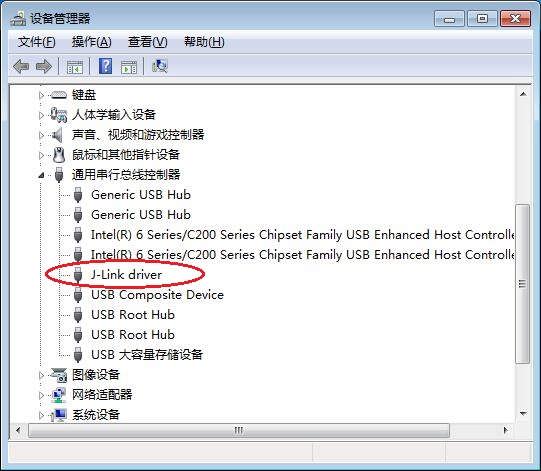 设备管理器
文件(F) 操作(A) 查看(V) 帮助(H)
键盘
人体学输入设备
声音、视频和游戏控制器
鼠标和其他指针设备
通用串行总线控制器
Generic USB Hub
Generic USB Hub
Intel(R) 6 Series/C200 Series Chipset Family USB Enhanced Host Controlle
Intel(R) 6 Series/C200 Series Chipset Family USB Enhanced Host Controlle
J-Link driver
USB Composite Device
USB Root Hub
USB Root Hub
USB 大容量存储设备
图像设备
网络适配器
系统设备